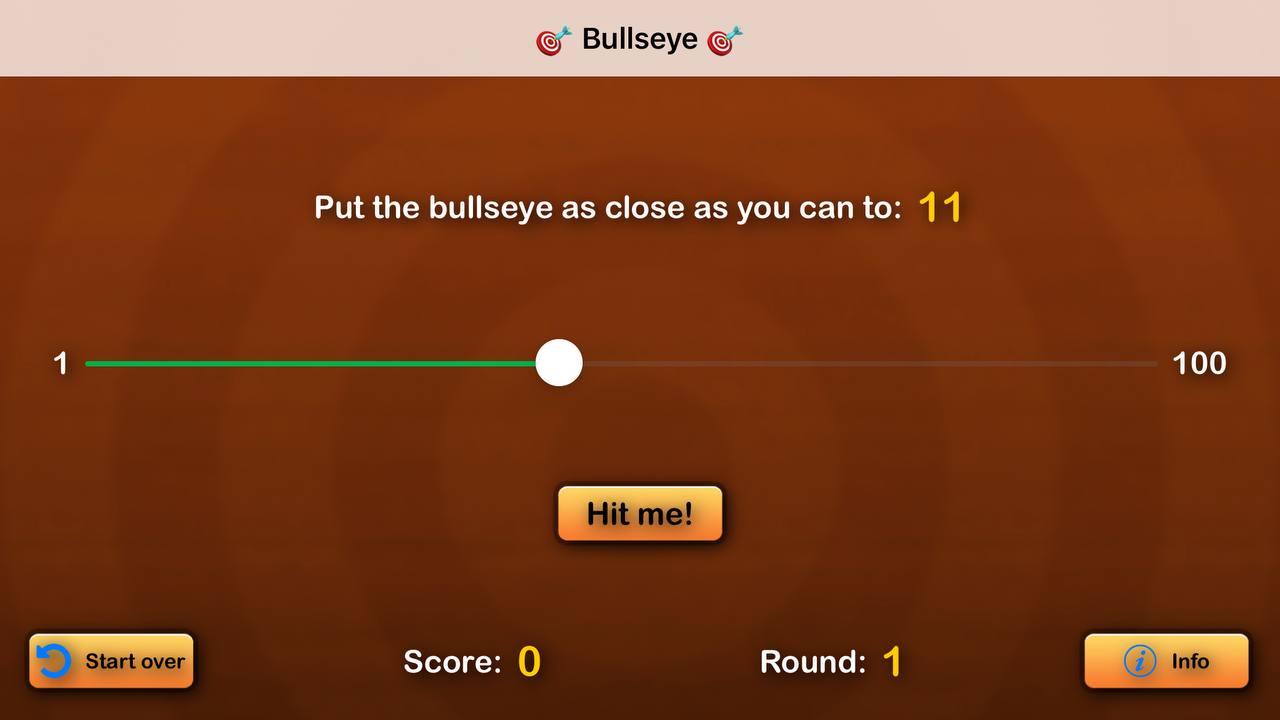 🎯 Bullseye 🎯
Put the bullseye as close as you can to: 11
1 100
Hit me!
Start over Score: 0 Round: 1 Info